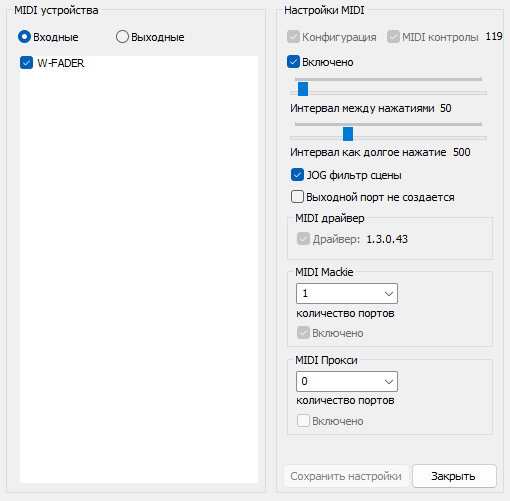 MIDI устройства
Входные Выходные
W-FADER
Настройки MIDI
Конфигурация MIDI контролы 119
Включено
Интервал между нажатиями 50
Интервал как долгое нажатие 500
JOG фильтр сцены
Выходной порт не создается
MIDI драйвер
Драйвер: 1.3.0.43
MIDI Mackie
1
количество портов
Включено
MIDI Прокси
0
количество портов
Включено
Сохранить настройки Закрыть